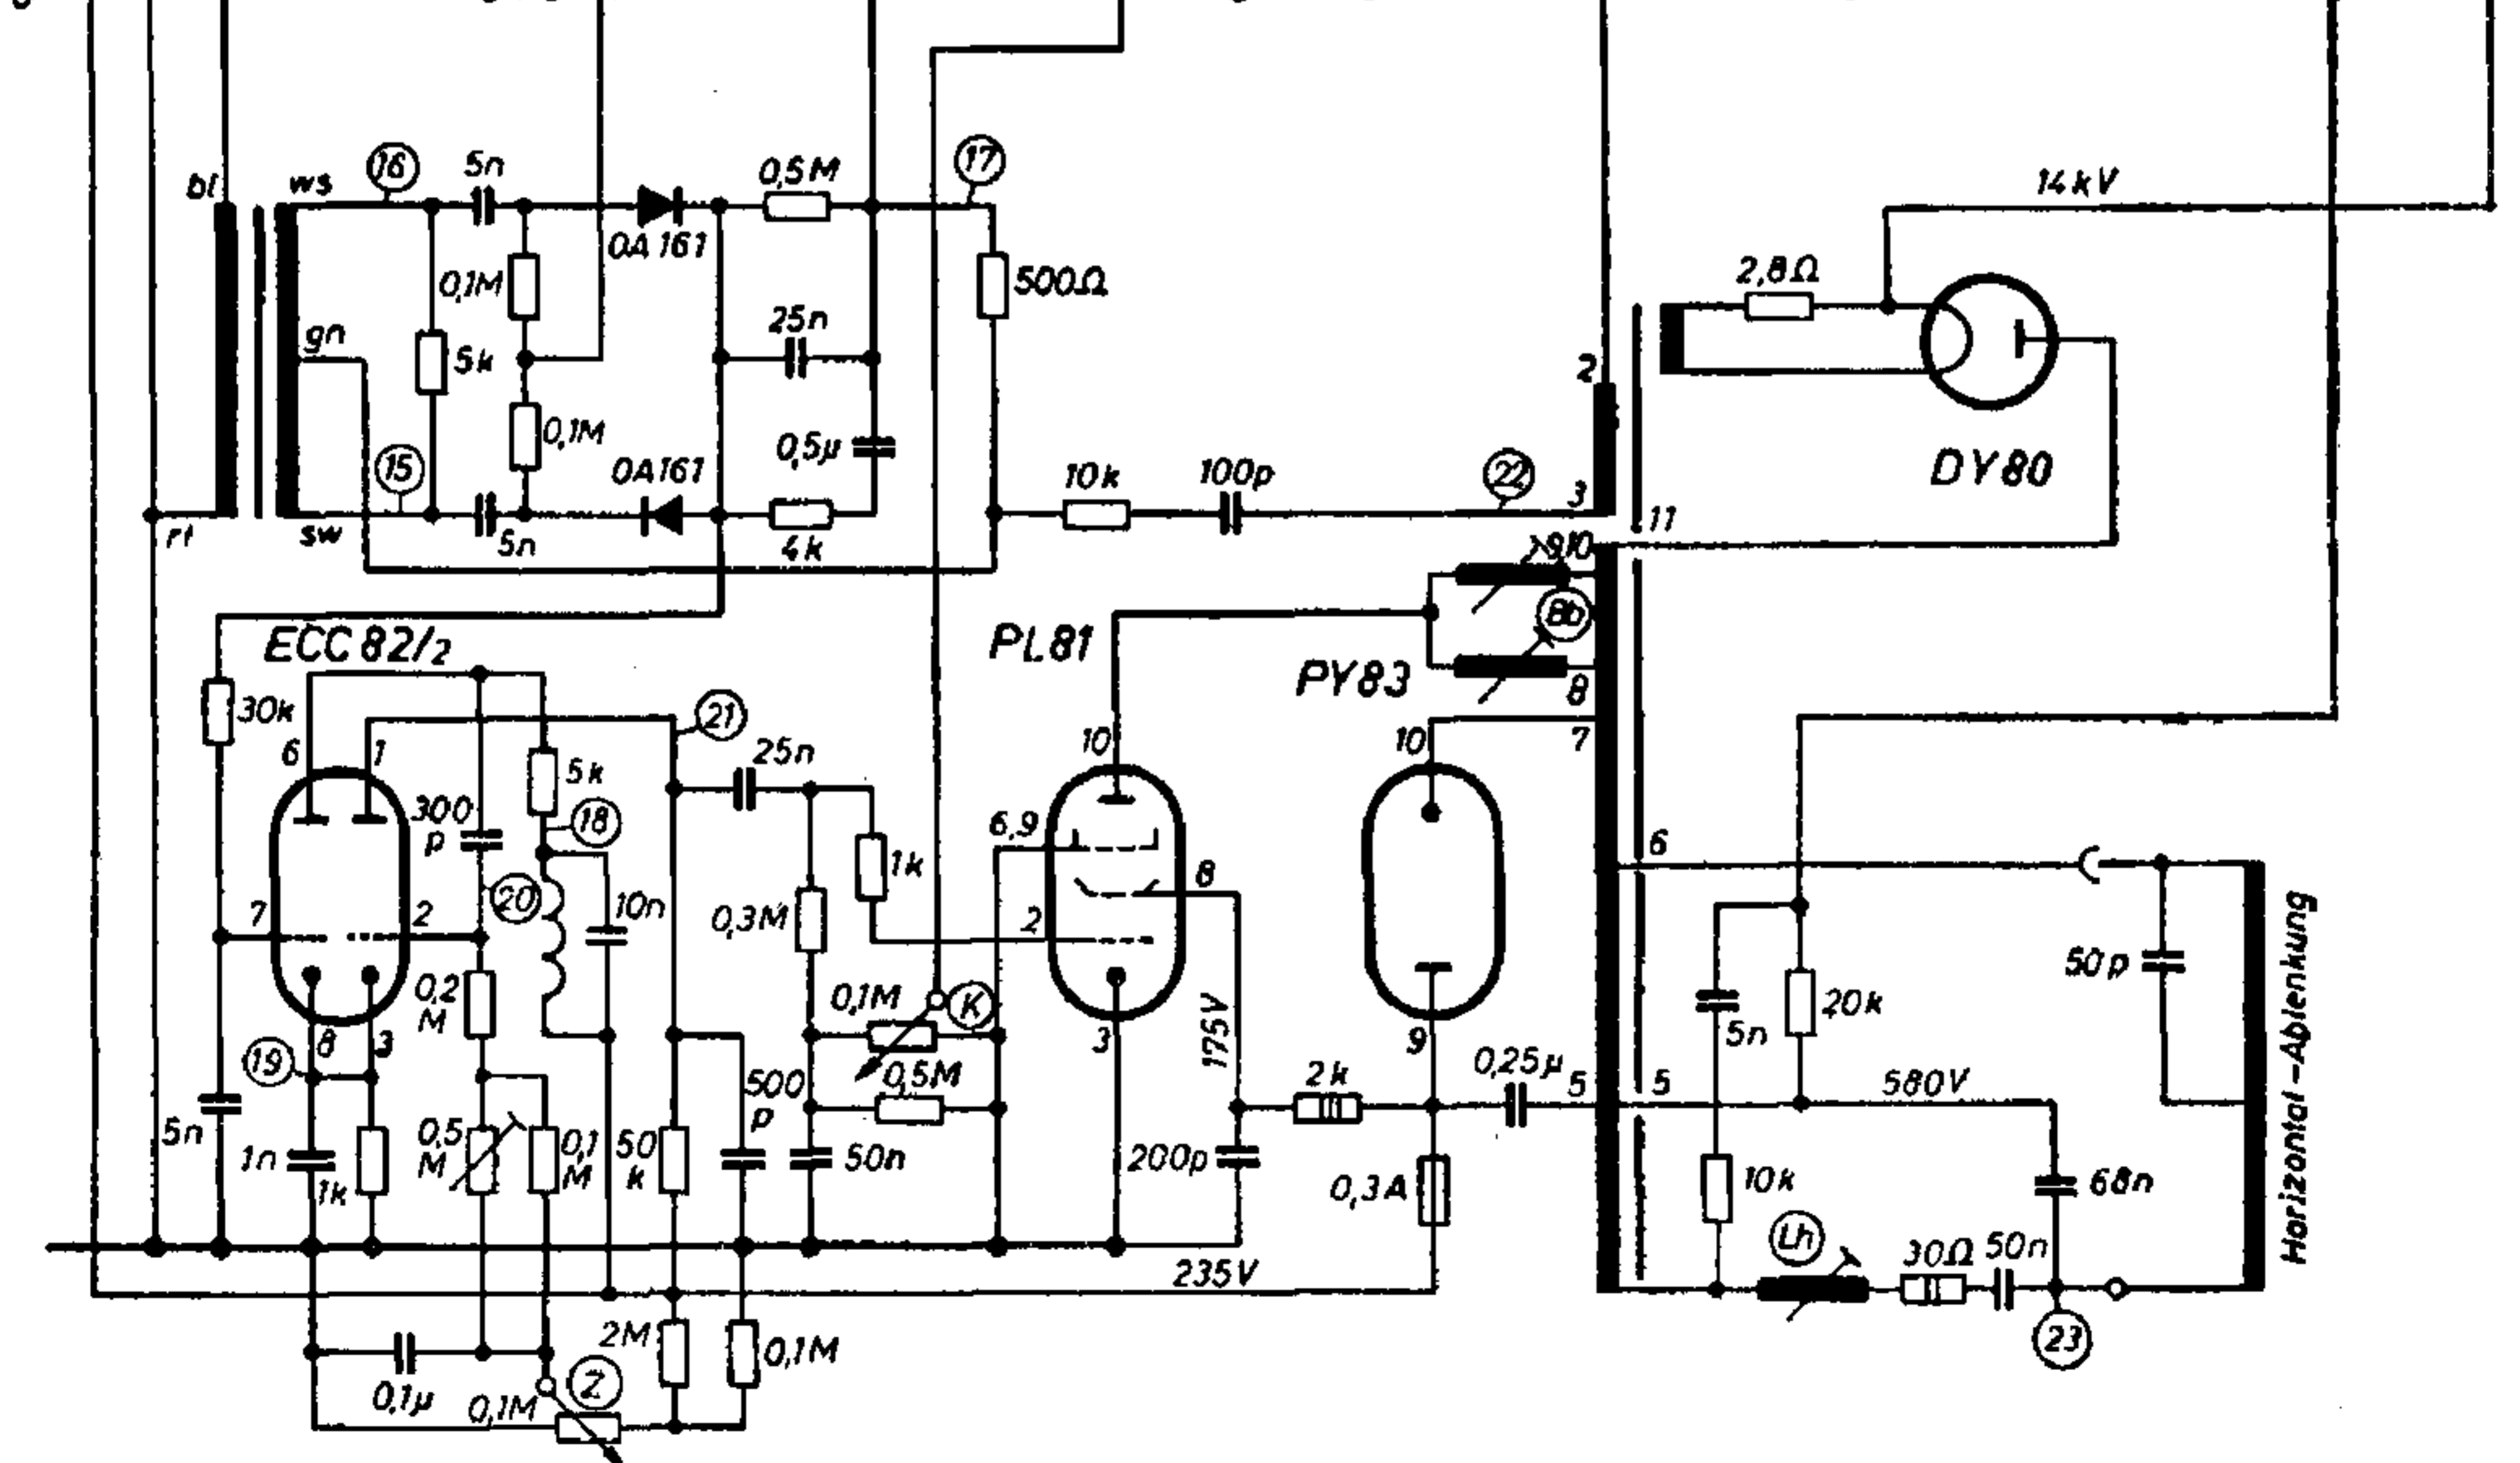 bl
ws
16
5n
0,5M
17
14kV
0A161
0,1M
500Ω
2,8Ω
gn
5k
25n
2
0,1M
0,5µ
15
0A161
10k
100p
22
3
DY80
rt
sw
5n
4k
11
9,10
8b
ECC82/2
PL81
PY83
8
30k
21
6
1
25n
10
10
7
5k
300
p
18
6,9
1k
8
6
7
20
2
10n
0,3M
2
50p
Horizontal-Ablenkung
0,2
M
0,1M
K
175V
20k
5n
19
8
3
3
9
500
p
0,5M
2k
0,25µ
5
5
580V
5n
1n
1k
0,5
M
0,1
M
50
k
50n
200p
0,3A
10k
68n
Lh
30Ω
50n
235V
23
2M
0,1M
0,1µ
0,1M
Z